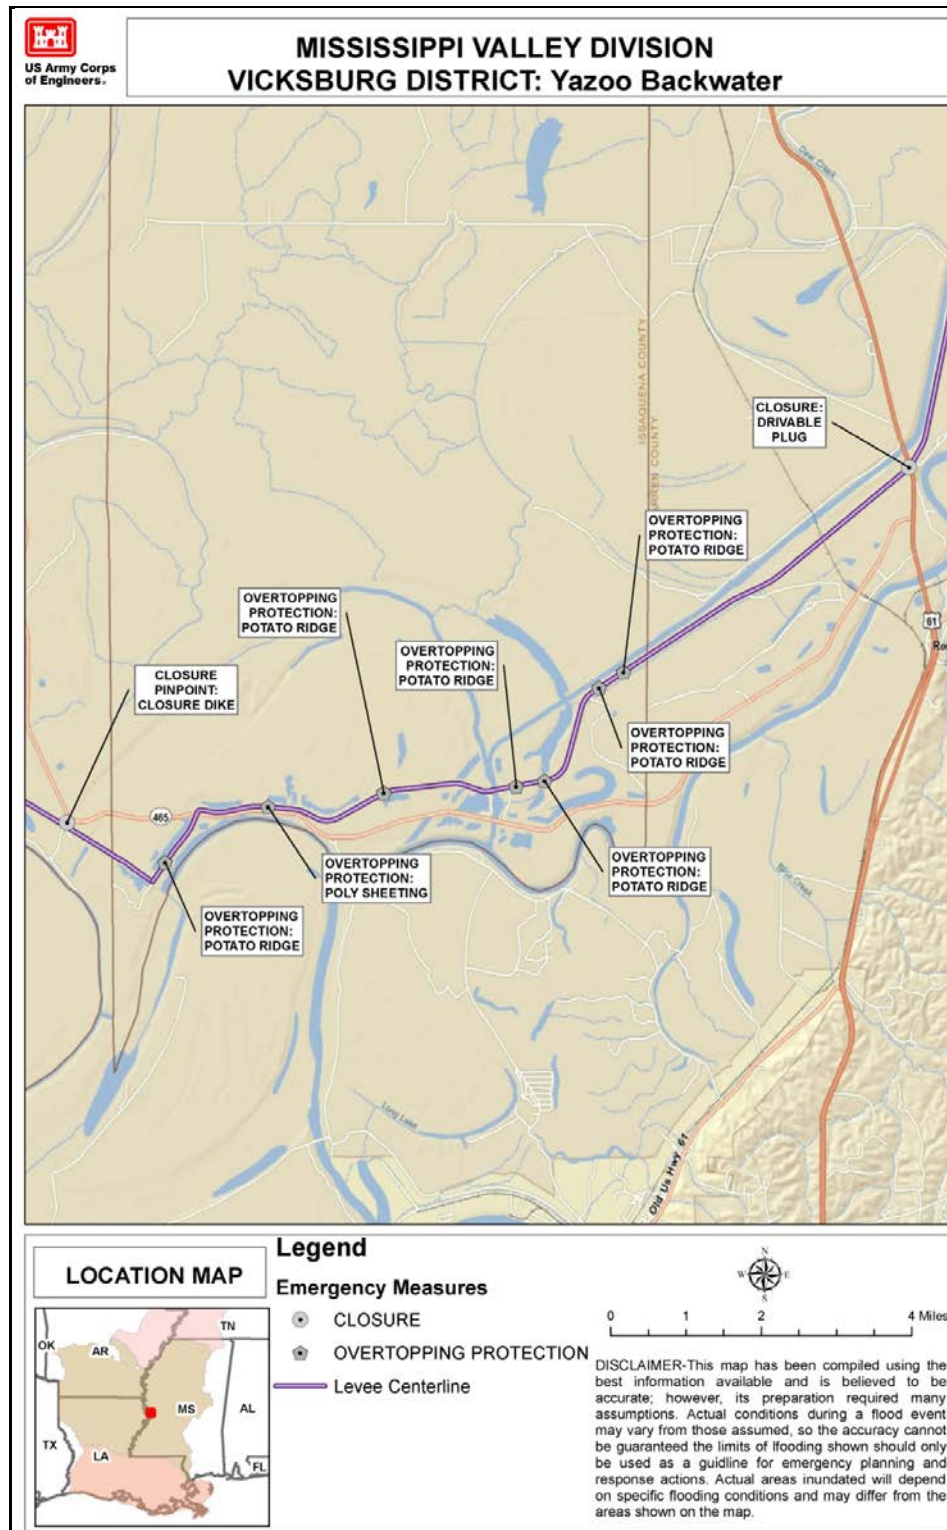 US Army Corps
of Engineers®
MISSISSIPPI VALLEY DIVISION
VICKSBURG DISTRICT: Yazoo Backwater
Deer Creek
ISSAQUENA COUNTY
RREN COUNTY
CLOSURE:
DRIVABLE
PLUG
OVERTOPPING
PROTECTION:
POTATO RIDGE
OVERTOPPING
PROTECTION:
POTATO RIDGE
61
OVERTOPPING
PROTECTION:
POTATO RIDGE
CLOSURE
PINPOINT:
CLOSURE DIKE
OVERTOPPING
PROTECTION:
POTATO RIDGE
465
OVERTOPPING
PROTECTION:
POLY SHEETING
OVERTOPPING
PROTECTION:
POTATO RIDGE
OVERTOPPING
PROTECTION:
POTATO RIDGE
Long Lake
Old Us Hwy 61
LOCATION MAP
OK
AR
TN
MS
AL
TX
LA
FL
Legend
Emergency Measures
CLOSURE
OVERTOPPING PROTECTION
Levee Centerline
N
W
E
S
0 1 2 4 Miles
DISCLAIMER-This map has been compiled using the
best information available and is believed to be
accurate; however, its preparation required many
assumptions. Actual conditions during a flood event
may vary from those assumed, so the accuracy cannot
be guaranteed the limits of lfooding shown should only
be used as a guidline for emergency planning and
response actions. Actual areas inundated will depend
on specific flooding conditions and may differ from the
areas shown on the map.